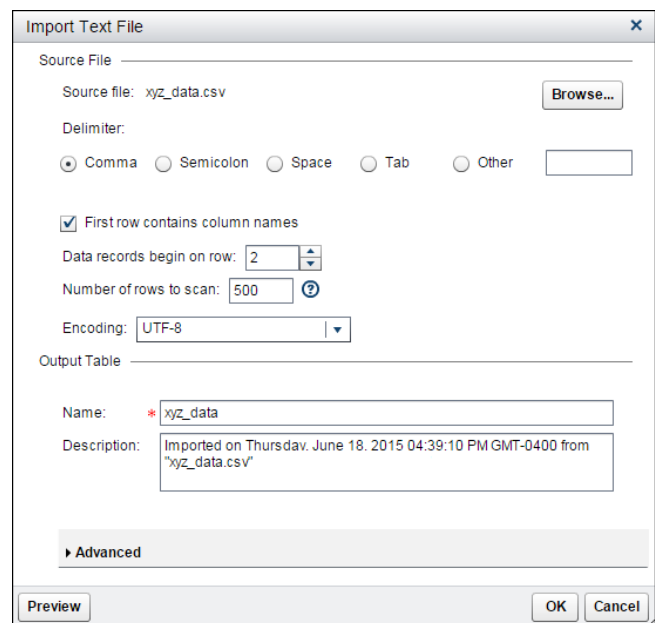 Import Text File
Source File
Source file: xyz_data.csv
Browse...
Delimiter:
Comma Semicolon Space Tab Other
First row contains column names
Data records begin on row: 2
Number of rows to scan: 500 ?
Encoding: UTF-8
Output Table
Name: * xyz_data
Description: Imported on Thursday. June 18. 2015 04:39:10 PM GMT-0400 from
"xyz_data.csv"
Advanced
Preview OK Cancel